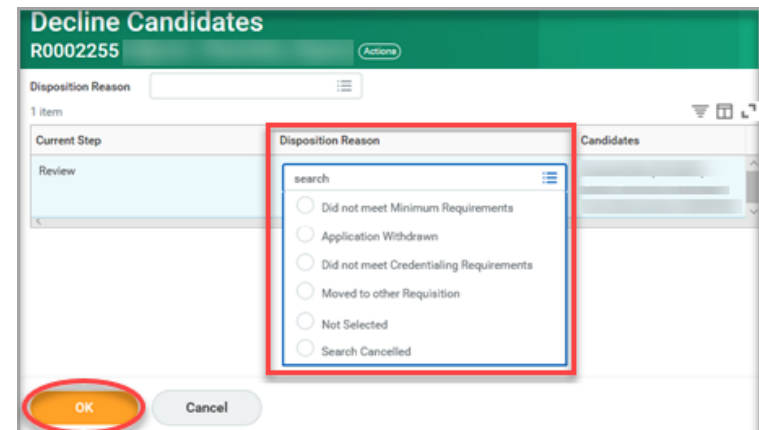 Decline Candidates
R0002255
Actions
Disposition Reason
1 item
Current Step
Disposition Reason
Candidates
Review
search
Did not meet Minimum Requirements
Application Withdrawn
Did not meet Credentialing Requirements
Moved to other Requisition
Not Selected
Search Cancelled
OK
Cancel